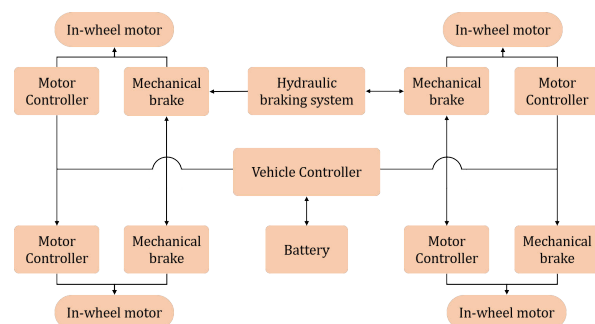 In-wheel motor
In-wheel motor
Motor
Controller
Mechanical
brake
Hydraulic
braking system
Mechanical
brake
Motor
Controller
Vehicle Controller
Motor
Controller
Mechanical
brake
Battery
Motor
Controller
Mechanical
brake
In-wheel motor
In-wheel motor